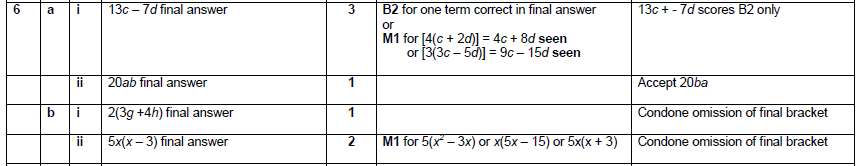 6 a i 13c – 7d final answer 3 B2 for one term correct in final answer 13c + - 7d scores B2 only
or
M1 for [4(c + 2d)] = 4c + 8d seen
or [3(3c – 5d)] = 9c – 15d seen
ii 20ab final answer 1 Accept 20ba
b i 2(3g +4h) final answer 1 Condone omission of final bracket
ii 5x(x – 3) final answer 2 M1 for 5(x² – 3x) or x(5x – 15) or 5x(x + 3) Condone omission of final bracket